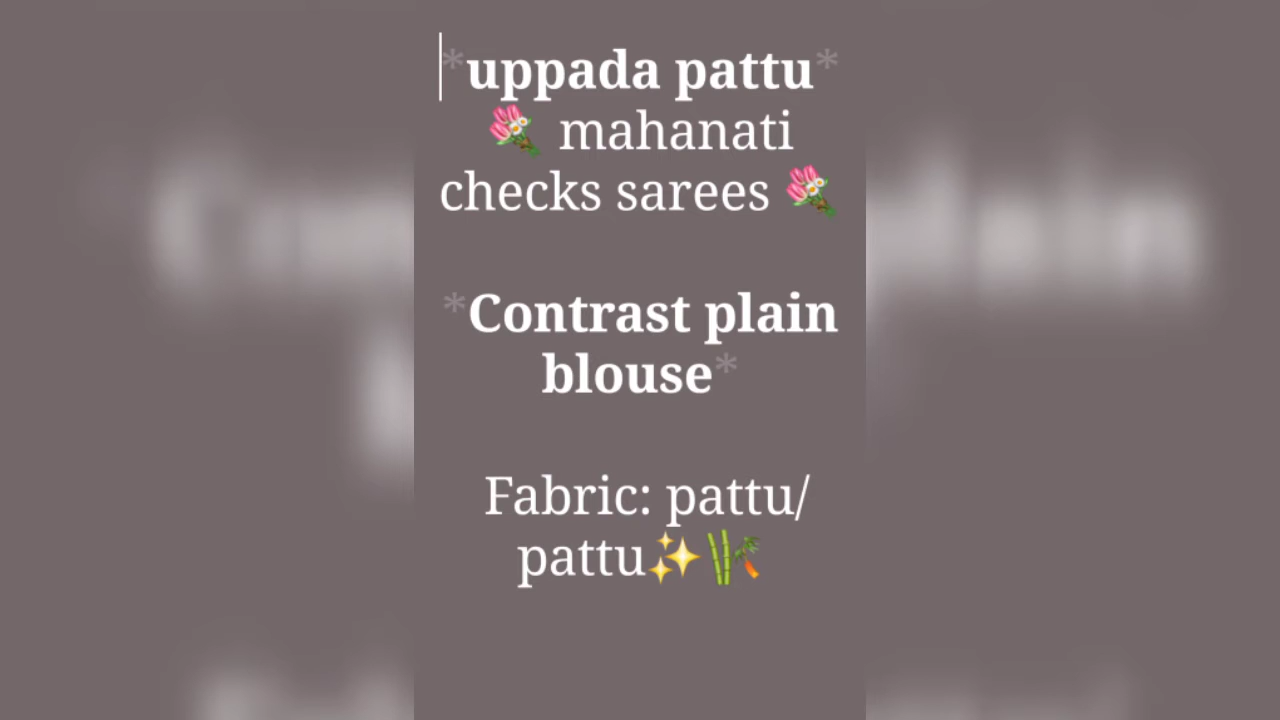 *uppada pattu*
💐 mahanati
checks sarees 💐
*Contrast plain
blouse*
Fabric: pattu/
pattu✨🎋